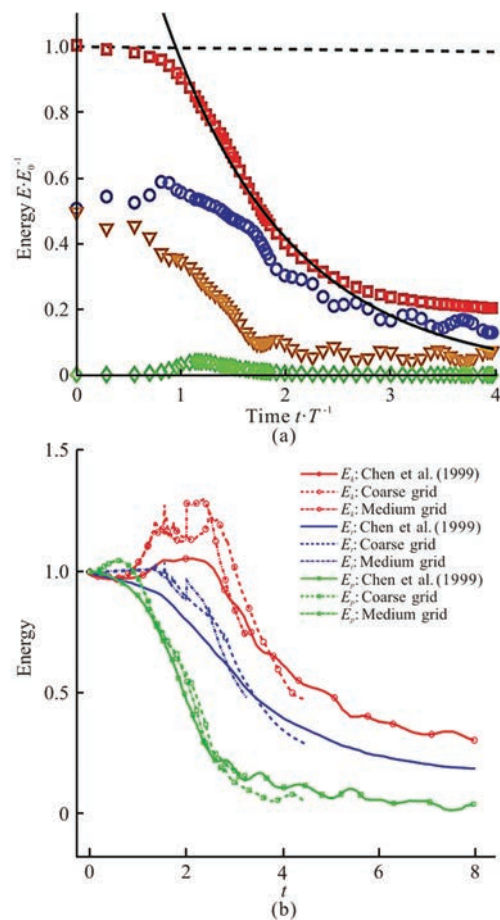 1.0
0.8
0.6
0.4
0.2
0
Energy E·E₀⁻¹
0 1 2 3 4
Time t·T⁻¹
(a)
1.5
1.0
0.5
0
Energy
Eₖ: Chen et al. (1999)
Eₖ: Coarse grid
Eₖ: Medium grid
Eₜ: Chen et al. (1999)
Eₜ: Coarse grid
Eₜ: Medium grid
Eₚ: Chen et al. (1999)
Eₚ: Coarse grid
Eₚ: Medium grid
0 2 4 6 8
t
(b)